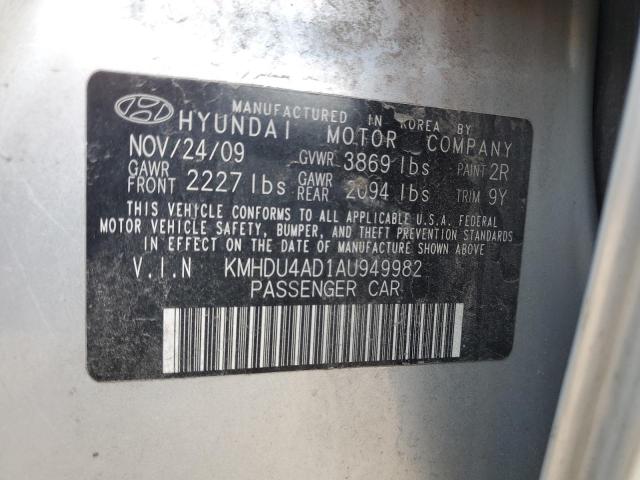 MANUFACTURED IN KOREA BY
HYUNDAI MOTOR COMPANY
NOV/24/09 GVWR 3869 lbs PAINT 2R
GAWR FRONT 2227 lbs GAWR REAR 2094 lbs TRIM 9Y
THIS VEHICLE CONFORMS TO ALL APPLICABLE U.S.A. FEDERAL
MOTOR VEHICLE SAFETY, BUMPER, AND THEFT PREVENTION STANDARDS
IN EFFECT ON THE DATE OF MANUFACTURE SHOWN ABOVE
V.I.N KMHDU4AD1AU949982
PASSENGER CAR